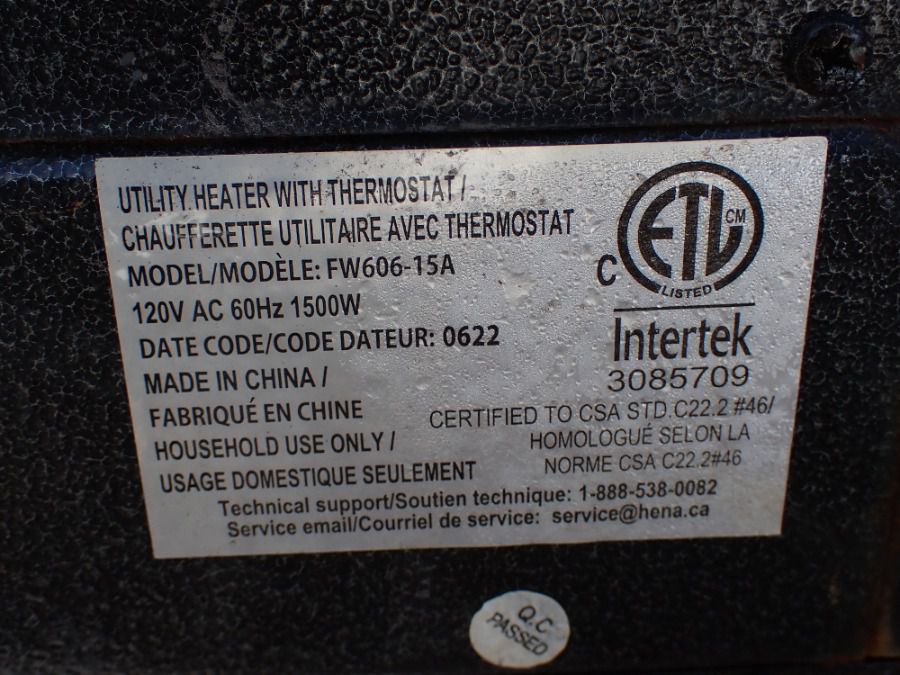 UTILITY HEATER WITH THERMOSTAT /
CHAUFFERETTE UTILITAIRE AVEC THERMOSTAT
MODEL/MODÈLE: FW606-15A
120V AC 60Hz 1500W
DATE CODE/CODE DATEUR: 0622
MADE IN CHINA /
FABRIQUÉ EN CHINE
HOUSEHOLD USE ONLY /
USAGE DOMESTIQUE SEULEMENT
C ETL CM
LISTED
Intertek
3085709
CERTIFIED TO CSA STD.C22.2 #46/
HOMOLOGUÉ SELON LA
NORME CSA C22.2#46
Technical support/Soutien technique: 1-888-538-0082
Service email/Courriel de service: service@hena.ca
Q.C
PASSED